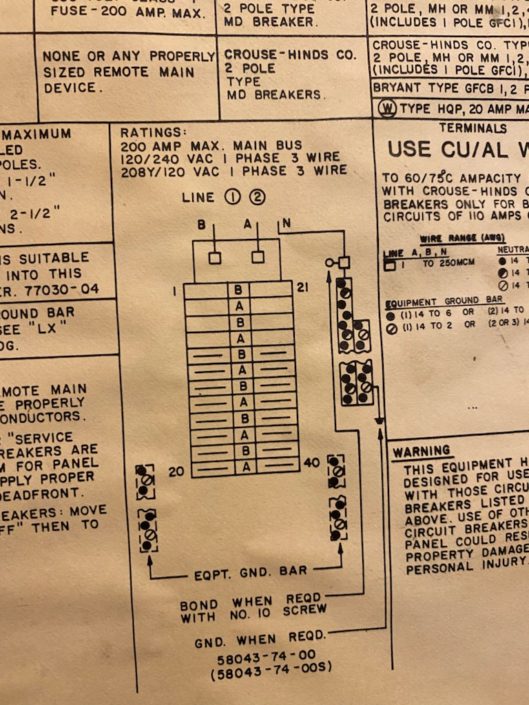 FUSE-200 AMP. MAX.
2 POLE TYPE
MD BREAKER.
2 POLE, MH OR MM 1,2,
(INCLUDES 1 POLE GFCI),
NONE OR ANY PROPERLY
SIZED REMOTE MAIN
DEVICE.
CROUSE-HINDS CO.
2 POLE
TYPE
MD BREAKERS.
CROUSE-HINDS CO. TYP
2 POLE, MH OR MM 1,2,
(INCLUDES 1 POLE GFCI),
BRYANT TYPE GFCB 1, 2 P
W TYPE HQP, 20 AMP MA
MAXIMUM
LED
POLES.
1-1/2"
N.
2-1/2"
NS.
IS SUITABLE
INTO THIS
ER. 77030-04
OUND BAR
SEE "LX"
OG.
EMOTE MAIN
E PROPERLY
ONDUCTORS.
"SERVICE
REAKERS ARE
M FOR PANEL
PPLY PROPER
DEADFRONT.
EAKERS: MOVE
FF" THEN TO
RATINGS:
200 AMP MAX. MAIN BUS
120/240 VAC 1 PHASE 3 WIRE
208Y/120 VAC 1 PHASE 3 WIRE
LINE 1 2
B A N
1 B 21
A
B
A
B
A
B
A
B
A
B
20 A 40
EQPT. GND. BAR
BOND WHEN REQD
WITH NO. 10 SCREW
GND. WHEN REQD.
58043-74-00
(58043-74-00S)
TERMINALS
USE CU/AL W
TO 60/75C AMPACITY
WITH CROUSE-HINDS C
BREAKERS ONLY FOR B
CIRCUITS OF 110 AMPS O
WIRE RANGE (AWG)
LINE A, B, N NEUTRA
1 TO 250MCM 14 T
14 T
14 T
EQUIPMENT GROUND BAR
(1) 14 TO 6 OR (2) 14 TO
(1) 14 TO 2 OR (2 OR 3) 14
WARNING
THIS EQUIPMENT H
DESIGNED FOR USE
WITH THOSE CIRCU
BREAKERS LISTED
ABOVE. USE OF OTH
CIRCUIT BREAKERS
PANEL COULD RES
PROPERTY DAMAGE
PERSONAL INJURY.